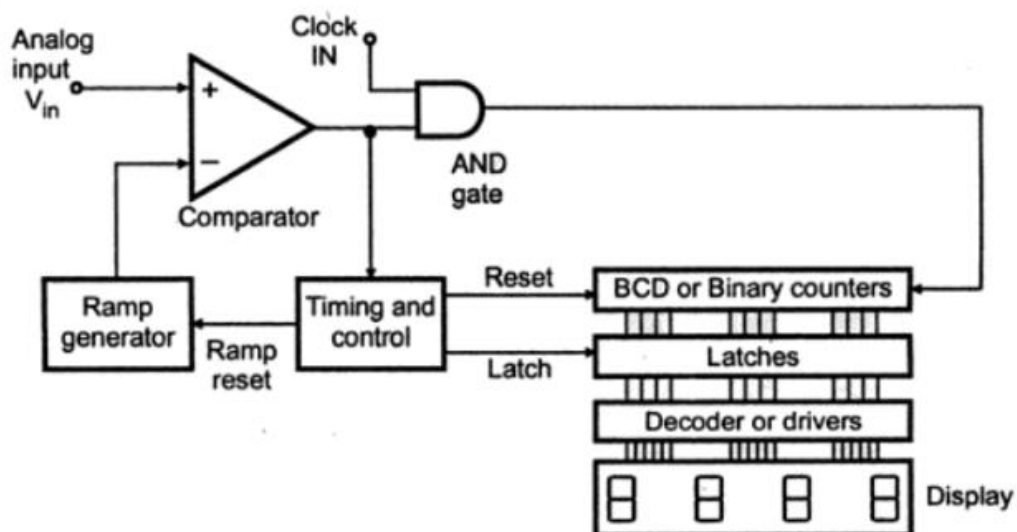 Analog
input
V_in
Clock
IN
+
−
Comparator
AND
gate
Ramp
generator
Ramp
reset
Timing and
control
Reset
Latch
BCD or Binary counters
Latches
Decoder or drivers
Display